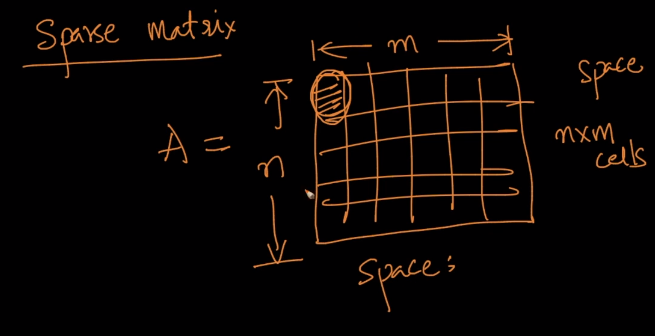 Sparse matrix
m
space
A =
n
nxm
cells
Space: